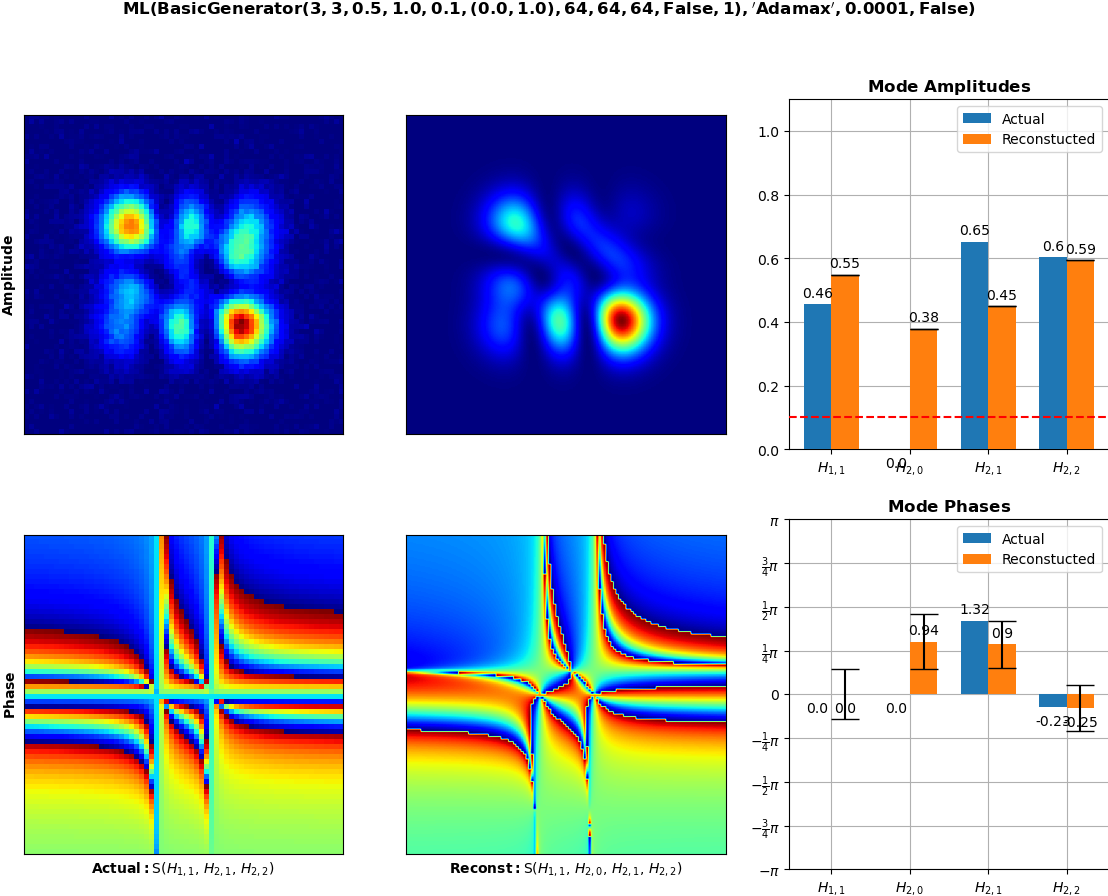 ML(BasicGenerator(3, 3, 0.5, 1.0, 0.1, (0.0, 1.0), 64, 64, 64, False, 1), ′Adamax′, 0.0001, False)
Mode Amplitudes
Amplitude
Actual
Reconstucted
1.0
0.8
0.6
0.4
0.2
0.0
0.46
0.55
0.0
0.38
0.65
0.45
0.6
0.59
H1,1
H2,0
H2,1
H2,2
Mode Phases
Phase
Actual
Reconstucted
π
3/4π
1/2π
1/4π
0
−1/4π
−1/2π
−3/4π
−π
0.0
0.0
0.0
0.94
1.32
0.9
-0.23
-0.25
H1,1
H2,0
H2,1
H2,2
Actual: S(H1,1, H2,1, H2,2)
Reconst: S(H1,1, H2,0, H2,1, H2,2)